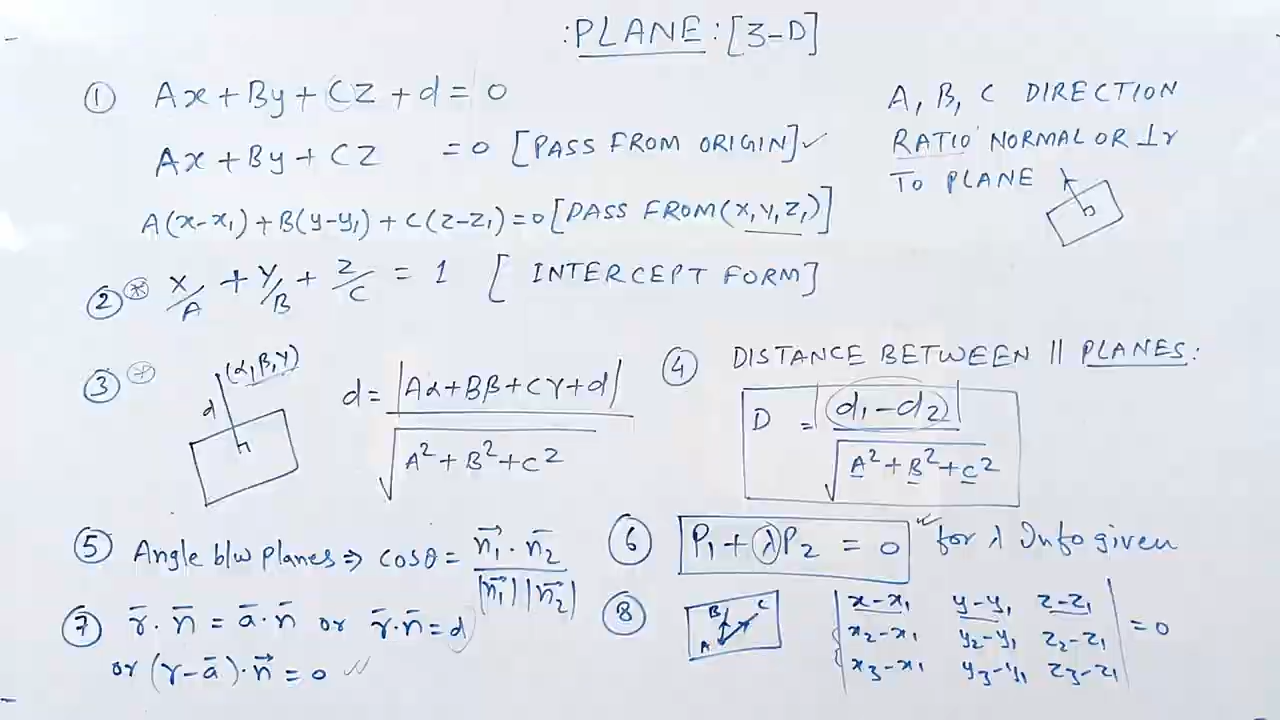 :PLANE: [3-D]
① Ax + By + CZ + d = 0
Ax + By + CZ = 0 [PASS FROM ORIGIN] ✓
A(x-x₁) + B(y-y₁) + C(z-z₁) = 0 [PASS FROM (X,Y,Z₁)]
A, B, C DIRECTION
RATIO NORMAL OR ⊥r
TO PLANE
② * X/A + Y/B + Z/C = 1 [INTERCEPT FORM]
③ * (α,β,γ) d d = |Aα + Bβ + Cγ + d| / √(A² + B² + C²)
④ DISTANCE BETWEEN || PLANES:
D = |d₁-d₂| / √(A² + B² + C²)
⑤ Angle b/w planes ⇒ cosθ = n⃗₁ · n̄₂ / |n⃗₁| |n⃗₂|
⑥ P₁ + λP₂ = 0 ✓ for λ Info given
⑦ r̄ · n̄ = ā · n̄ or r̄ · n̄ = d
or (r-ā) · n⃗ = 0 ✓
⑧ A B C | x-x₁ y-y₁ z-z₁ |
| x₂-x₁ y₂-y₁ z₂-z₁ | = 0
| x₃-x₁ y₃-y₁ z₃-z₁ |